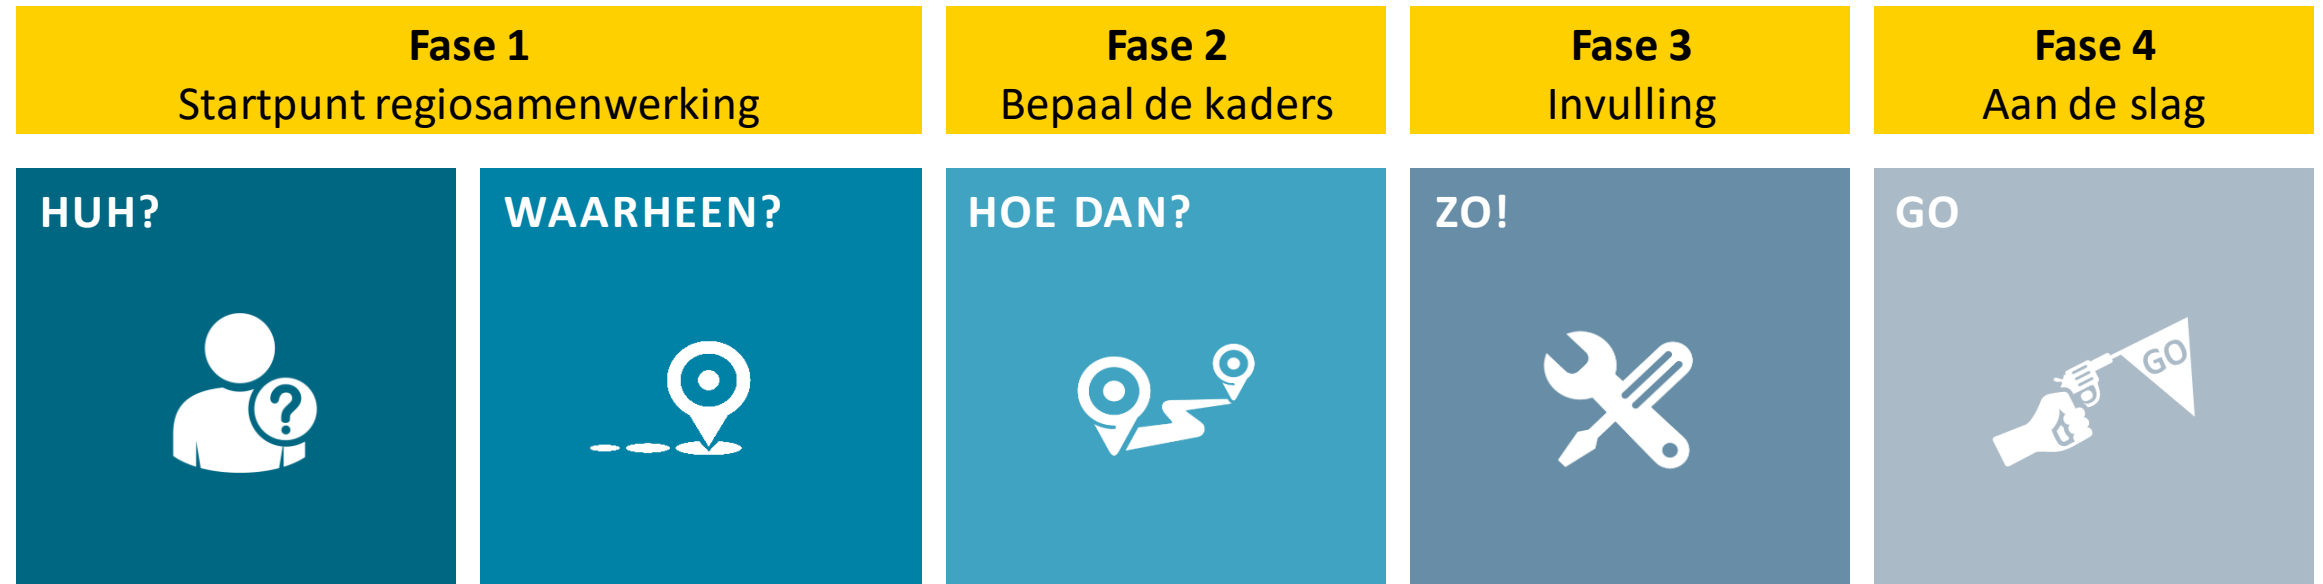 Fase 1
Startpunt regiosamenwerking
Fase 2
Bepaal de kaders
Fase 3
Invulling
Fase 4
Aan de slag
HUH?
WAARHEEN?
HOE DAN?
ZO!
GO
?
GO